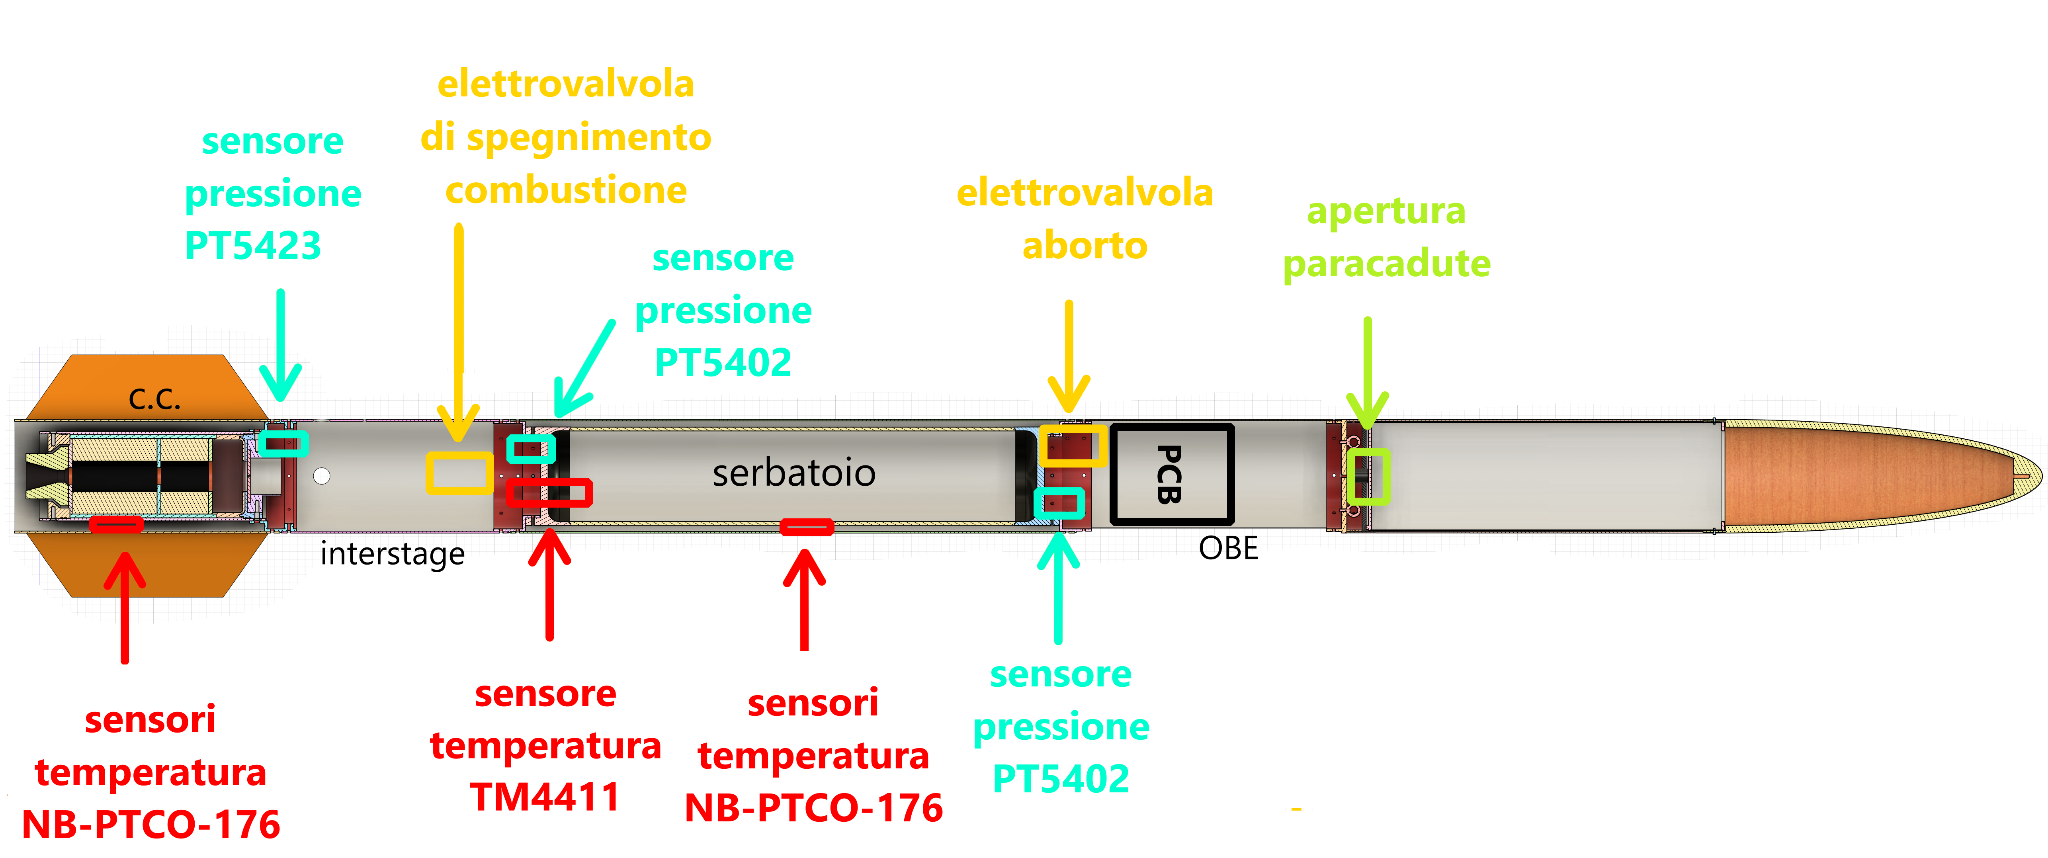 elettrovalvola
di spegnimento
combustione
sensore
pressione
PT5423
sensore
pressione
PT5402
elettrovalvola
aborto
apertura
paracadute
c.c.
serbatoio
PCB
interstage
OBE
sensori
temperatura
NB-PTCO-176
sensore
temperatura
TM4411
sensori
temperatura
NB-PTCO-176
sensore
pressione
PT5402